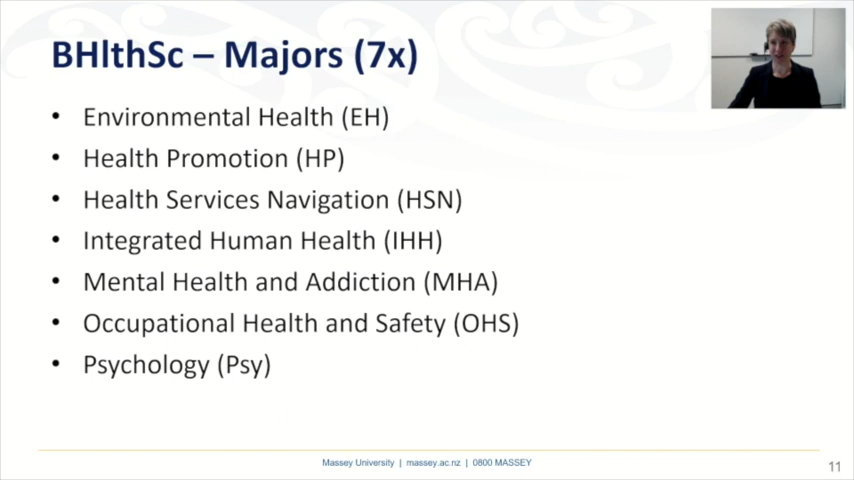 BHlthSc – Majors (7x)
• Environmental Health (EH)
• Health Promotion (HP)
• Health Services Navigation (HSN)
• Integrated Human Health (IHH)
• Mental Health and Addiction (MHA)
• Occupational Health and Safety (OHS)
• Psychology (Psy)
Massey University | massey.ac.nz | 0800 MASSEY
11